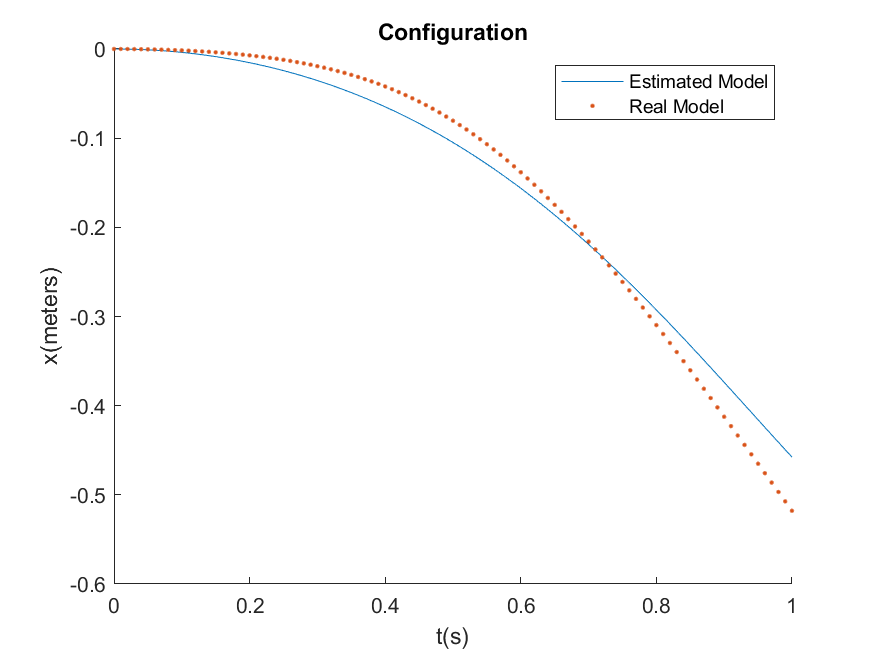 Configuration
Estimated Model
Real Model
0
-0.1
-0.2
-0.3
-0.4
-0.5
-0.6
x(meters)
0
0.2
0.4
0.6
0.8
1
t(s)